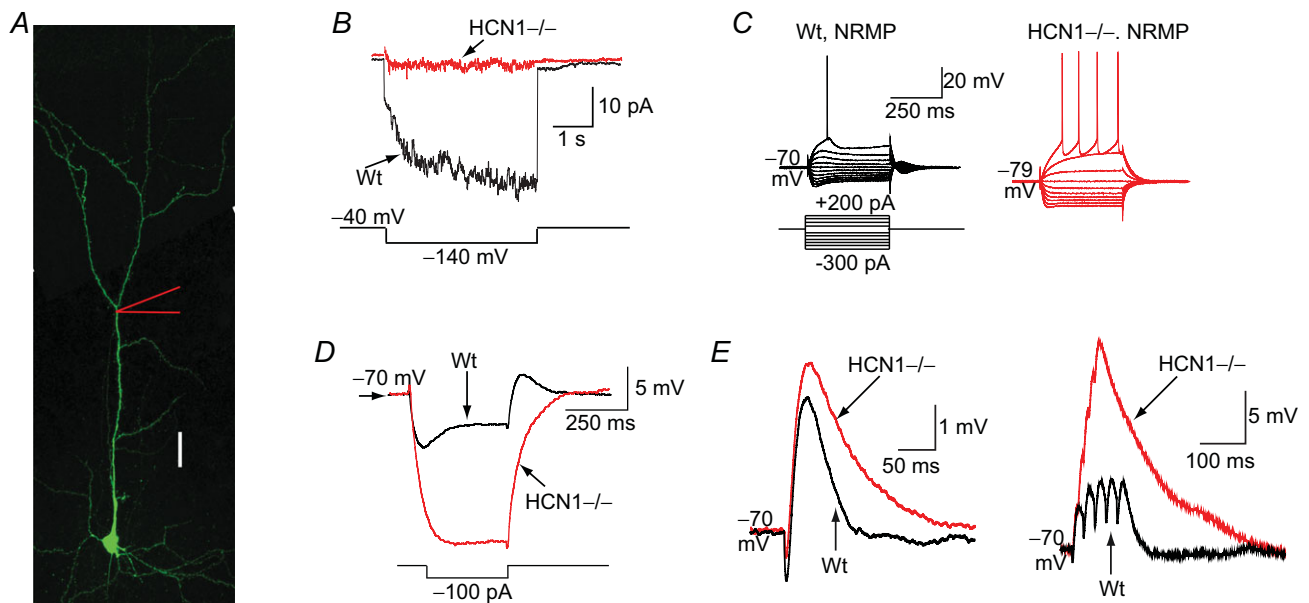 A
B
HCN1−/−
Wt
10 pA
1 s
−40 mV
−140 mV
C
Wt, NRMP
HCN1−/−. NRMP
20 mV
250 ms
−70
mV
−79
mV
+200 pA
-300 pA
D
Wt
−70 mV
5 mV
250 ms
HCN1−/−
−100 pA
E
HCN1−/−
1 mV
50 ms
−70
mV
Wt
HCN1−/−
5 mV
100 ms
−70
mV
Wt